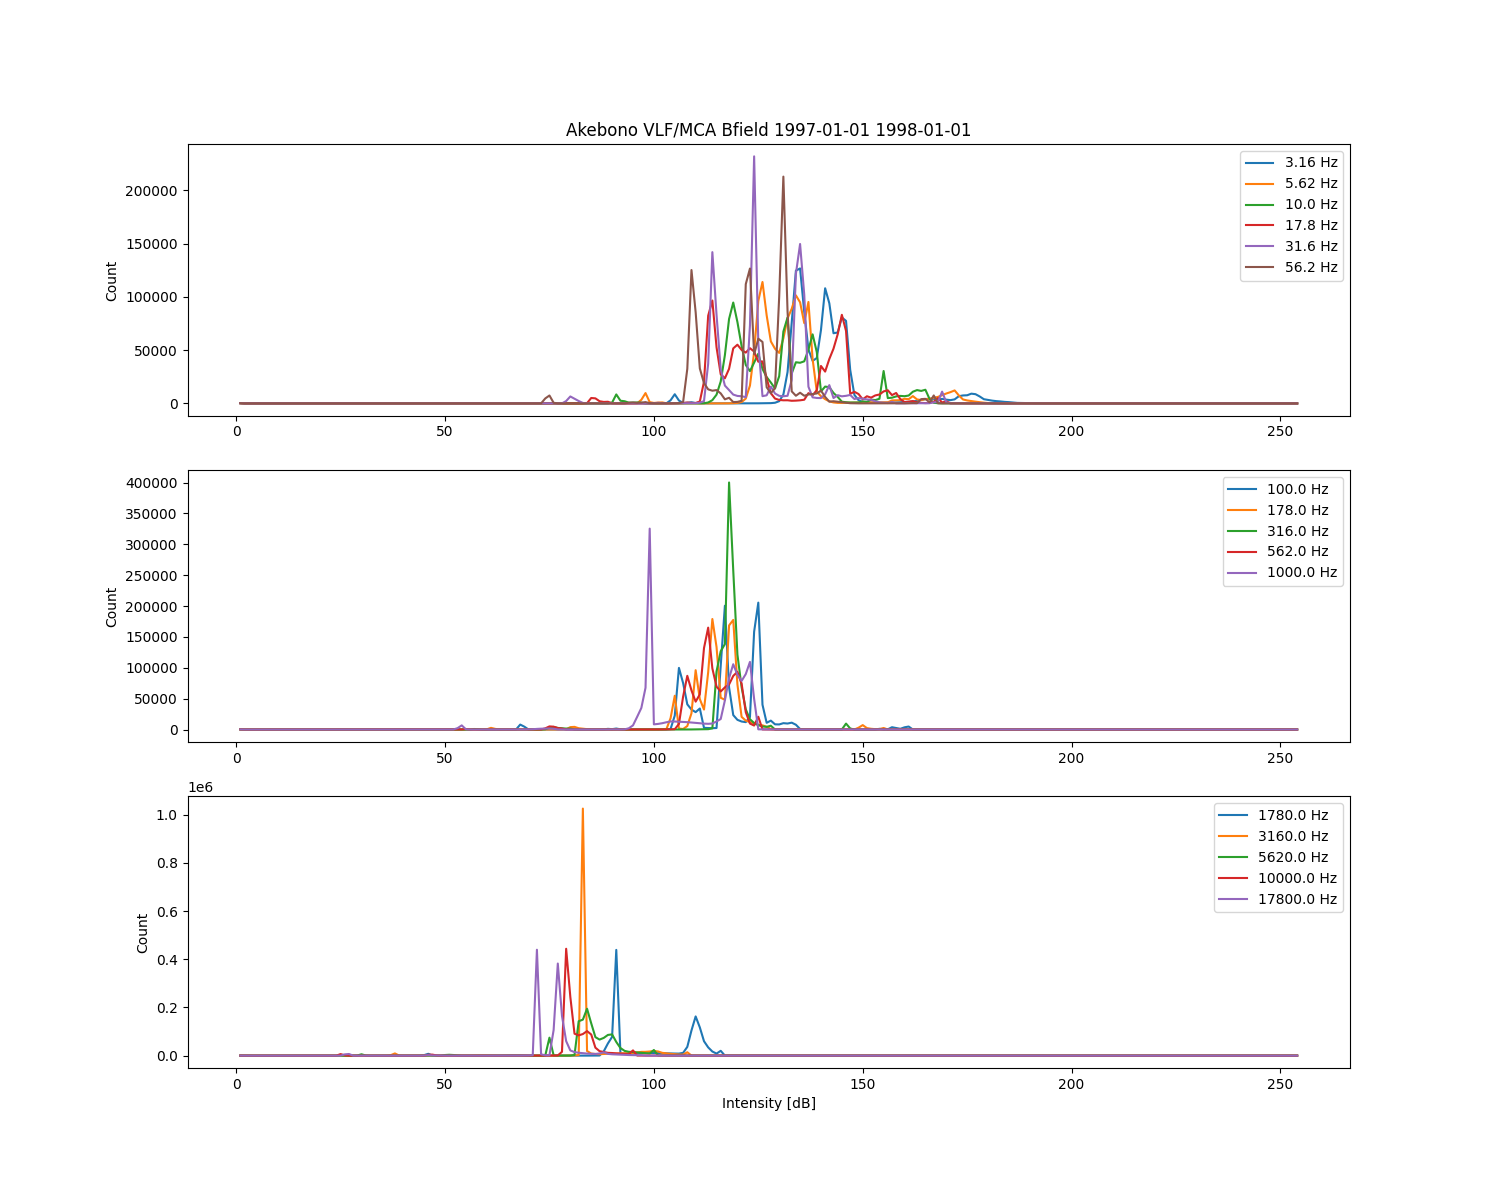 Akebono VLF/MCA Bfield 1997-01-01 1998-01-01
Count
200000
150000
100000
50000
0
0
50
100
150
200
250
3.16 Hz
5.62 Hz
10.0 Hz
17.8 Hz
31.6 Hz
56.2 Hz
Count
400000
350000
300000
250000
200000
150000
100000
50000
0
0
50
100
150
200
250
100.0 Hz
178.0 Hz
316.0 Hz
562.0 Hz
1000.0 Hz
1e6
Count
1.0
0.8
0.6
0.4
0.2
0.0
0
50
100
150
200
250
1780.0 Hz
3160.0 Hz
5620.0 Hz
10000.0 Hz
17800.0 Hz
Intensity [dB]